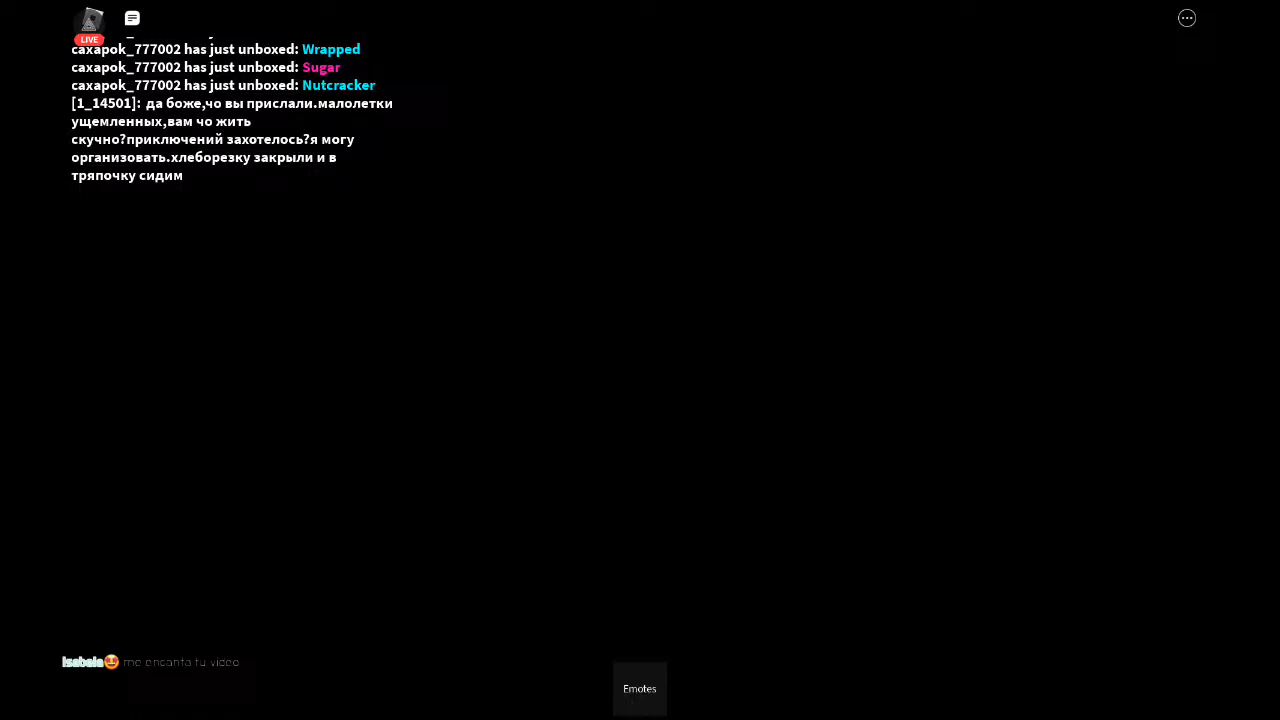 LIVE
caxapok_777002 has just unboxed: Wrapped
caxapok_777002 has just unboxed: Sugar
caxapok_777002 has just unboxed: Nutcracker
[1_14501]: да боже,чо вы прислали.малолетки
ущемленных,вам чо жить
скучно?приключений захотелось?я могу
организовать.хлеборезку закрыли и в
тряпочку сидим
Isabela🤩 me encanta tu video
Emotes